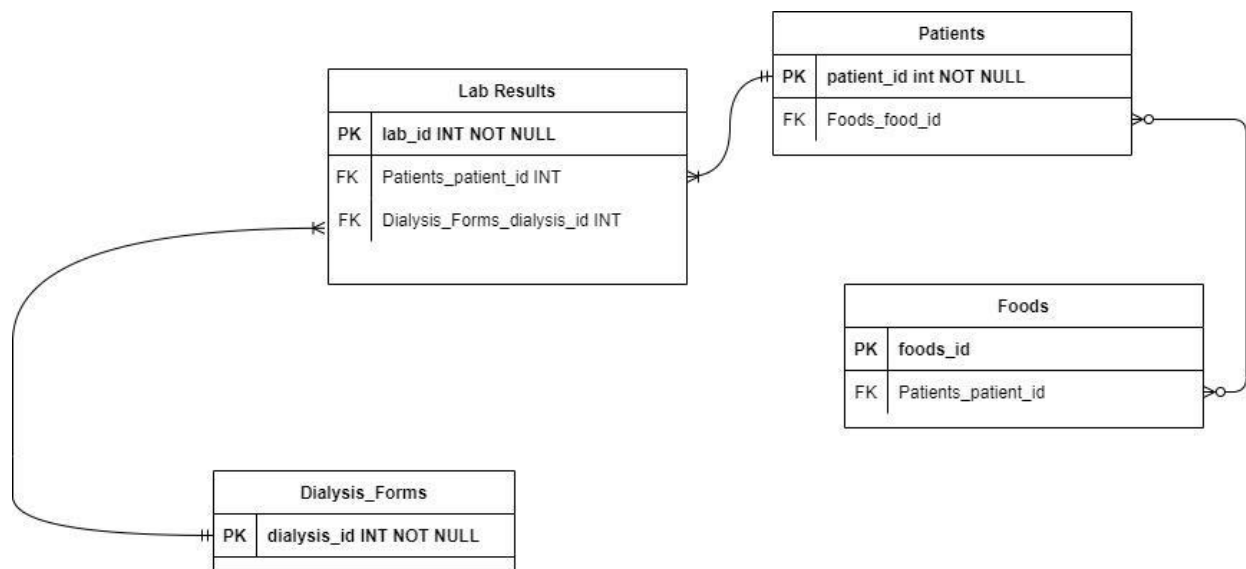 Patients
PK patient_id int NOT NULL
FK Foods_food_id
Lab Results
PK lab_id INT NOT NULL
FK Patients_patient_id INT
FK Dialysis_Forms_dialysis_id INT
Foods
PK foods_id
FK Patients_patient_id
Dialysis_Forms
PK dialysis_id INT NOT NULL